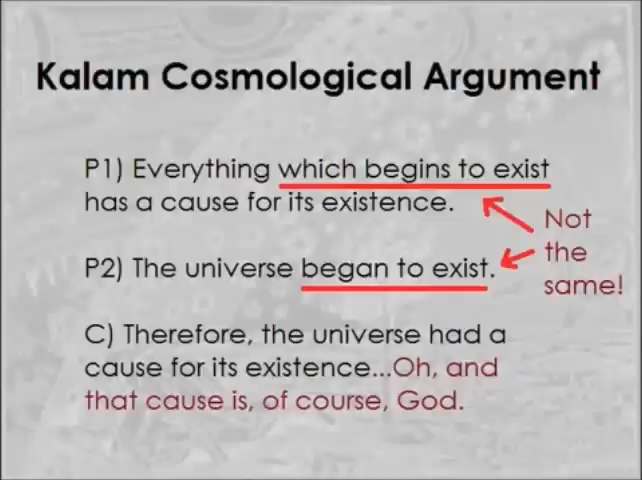 Kalam Cosmological Argument
P1) Everything which begins to exist
has a cause for its existence.
Not
the
same!
P2) The universe began to exist.
C) Therefore, the universe had a
cause for its existence...Oh, and
that cause is, of course, God.